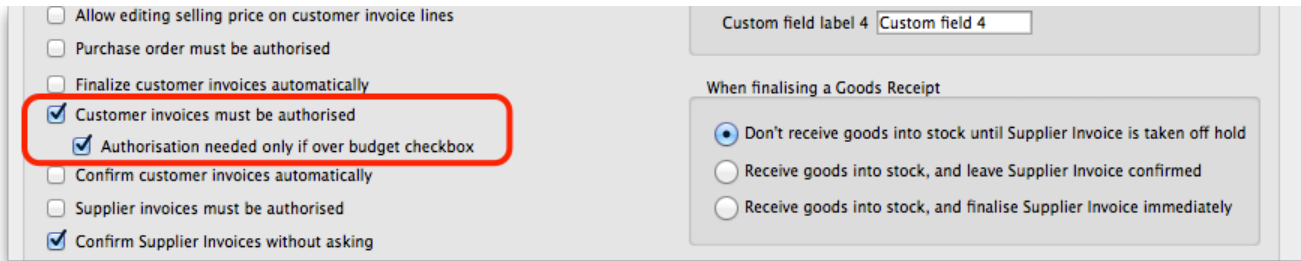 Allow editing selling price on customer invoice lines
Purchase order must be authorised
Finalize customer invoices automatically
Customer invoices must be authorised
Authorisation needed only if over budget checkbox
Confirm customer invoices automatically
Supplier invoices must be authorised
Confirm Supplier Invoices without asking
Custom field label 4 Custom field 4
When finalising a Goods Receipt
Don't receive goods into stock until Supplier Invoice is taken off hold
Receive goods into stock, and leave Supplier Invoice confirmed
Receive goods into stock, and finalise Supplier Invoice immediately